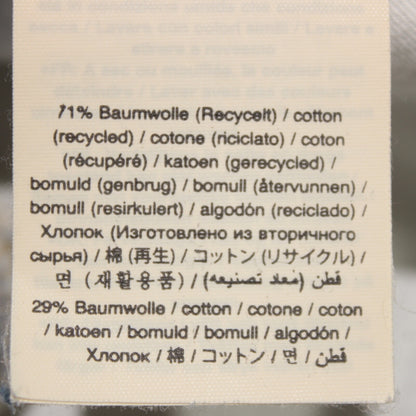 71% Baumwolle (Recycelt) / cotton
(recycled) / cotone (riciclato) / coton
(récupéré) / katoen (gerecycled) /
bomuld (genbrug) / bomull (återvunnen) /
bomull (resirkulert) / algodón (reciclado) /
Хлопок (Изготовлено из вторичного
сырья) / 棉 (再生) / コットン (リサイクル) /
면 (재활용품) / قطن (مُعاد تصنيعه) /
29% Baumwolle / cotton / cotone / coton
/ katoen / bomuld / bomull / algodón /
Хлопок / 棉 / コットン / 면 / قطن